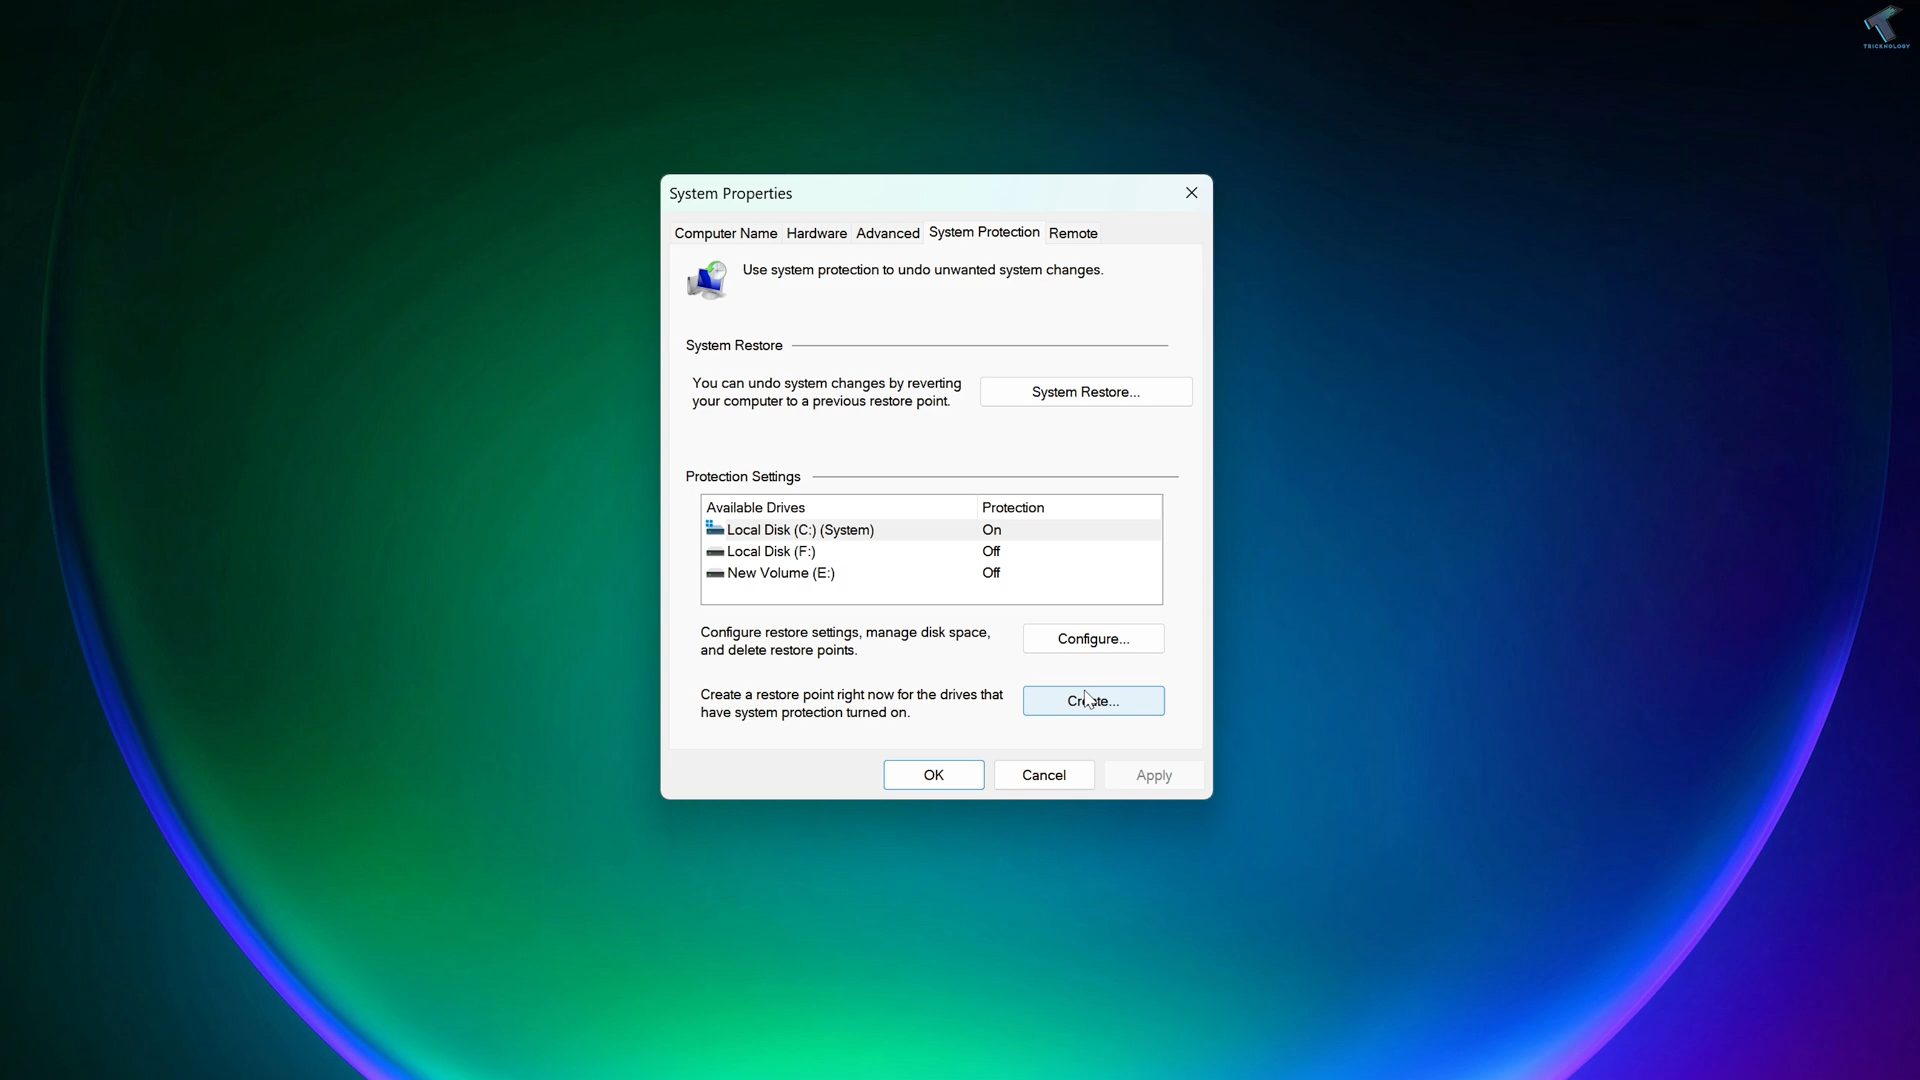 TRICKNOLOGY
System Properties
Computer Name Hardware Advanced System Protection Remote
Use system protection to undo unwanted system changes.
System Restore
You can undo system changes by reverting
your computer to a previous restore point.
System Restore...
Protection Settings
Available Drives Protection
Local Disk (C:) (System) On
Local Disk (F:) Off
New Volume (E:) Off
Configure restore settings, manage disk space,
and delete restore points.
Configure...
Create a restore point right now for the drives that
have system protection turned on.
Create...
OK Cancel Apply